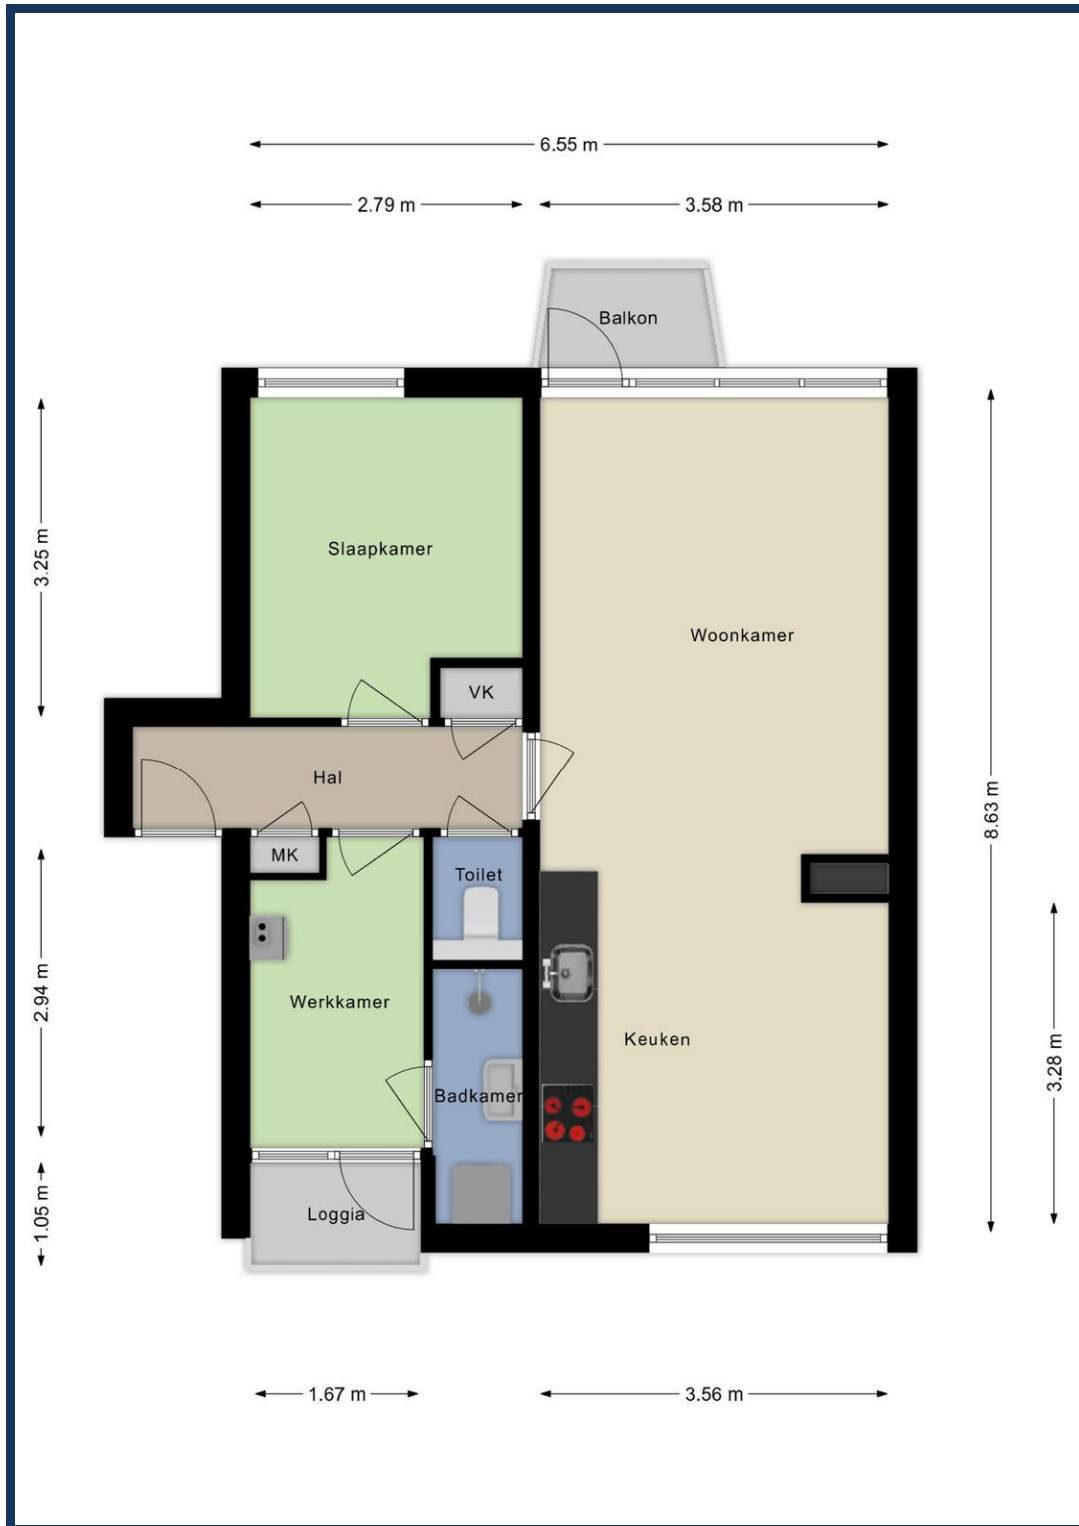 6.55 m
2.79 m
3.58 m
Balkon
3.25 m
Slaapkamer
Woonkamer
VK
Hal
8.63 m
MK
Toilet
2.94 m
Werkkamer
Keuken
3.28 m
Badkamer
1.05 m
Loggia
1.67 m
3.56 m